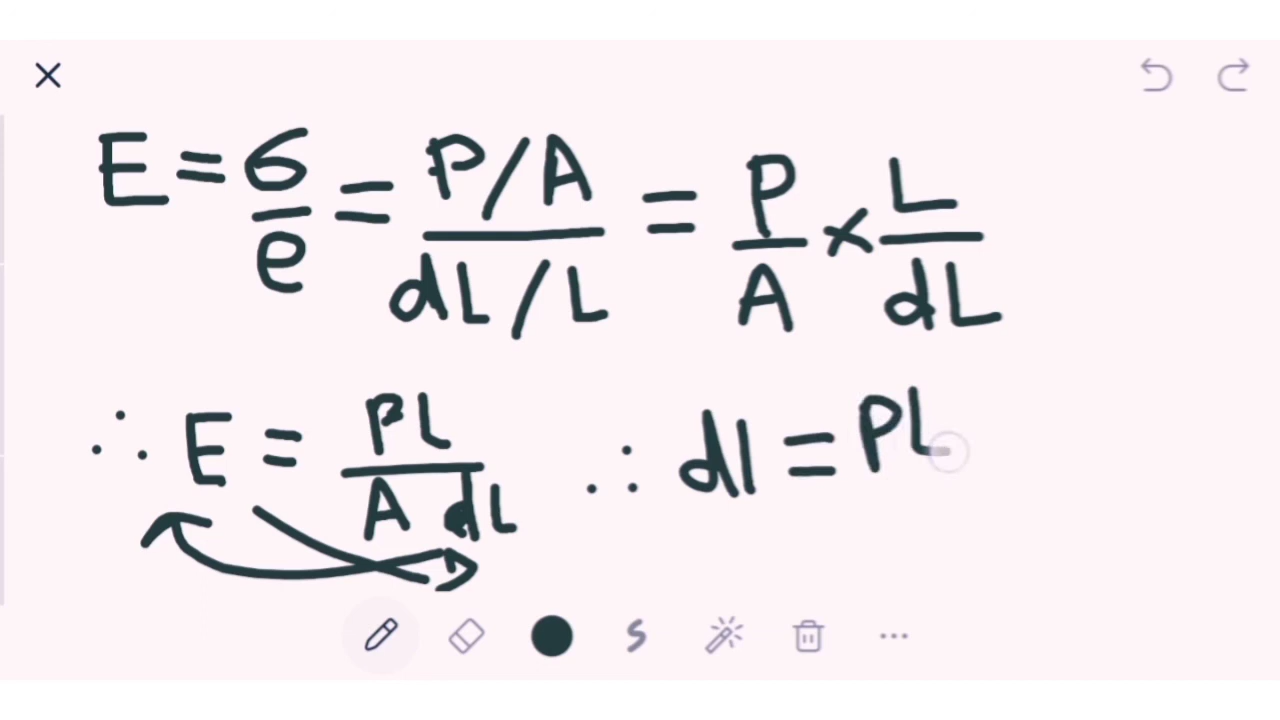 E = σ/e = P/A / dL/L = P/A × L/dL
∴ E = PL / A dL ∴ dl = PL